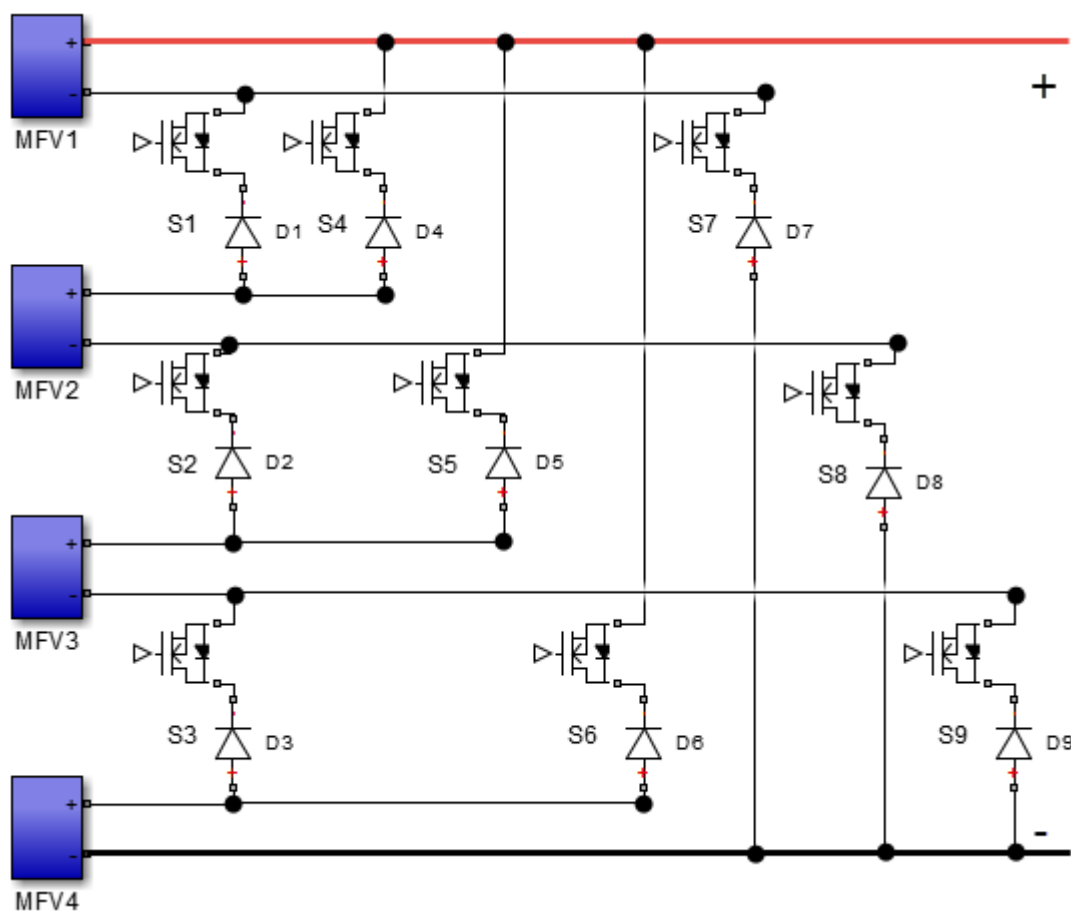 +
-
MFV1
+
S1
D1
S4
D4
S7
D7
+
-
MFV2
S2
D2
S5
D5
S8
D8
+
-
MFV3
S3
D3
S6
D6
S9
D9
+
-
MFV4
-